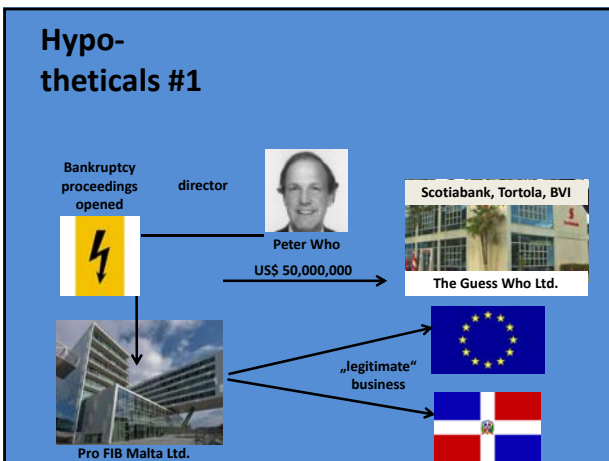 Hypo-
theticals #1
Bankruptcy
proceedings
opened
director
Peter Who
Scotiabank, Tortola, BVI
US$ 50,000,000
The Guess Who Ltd.
„legitimate“
business
Pro FIB Malta Ltd.